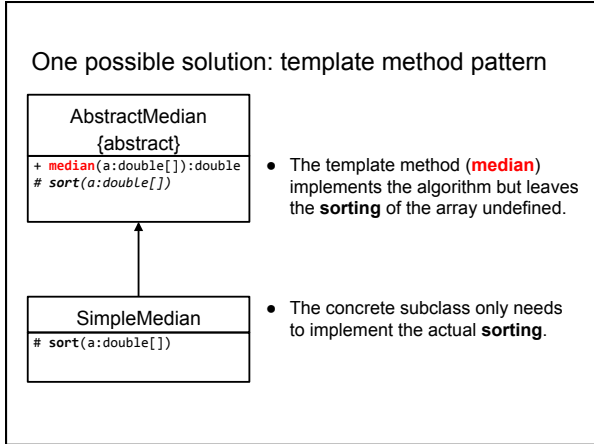 One possible solution: template method pattern
AbstractMedian
{abstract}
+ median(a:double[]):double
# sort(a:double[])
● The template method (median)
implements the algorithm but leaves
the sorting of the array undefined.
SimpleMedian
# sort(a:double[])
● The concrete subclass only needs
to implement the actual sorting.